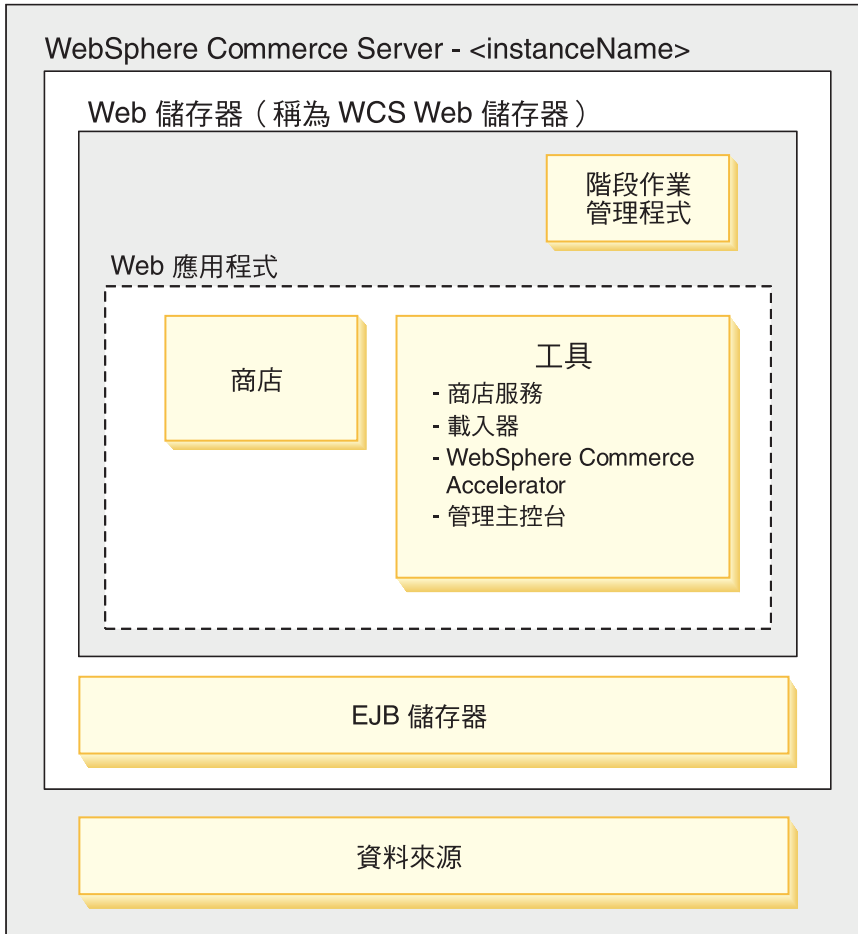 WebSphere Commerce Server - <instanceName>
Web 儲存器（稱為 WCS Web 儲存器）
階段作業
管理程式
Web 應用程式
商店
工具
- 商店服務
- 載入器
- WebSphere Commerce
Accelerator
- 管理主控台
EJB 儲存器
資料來源